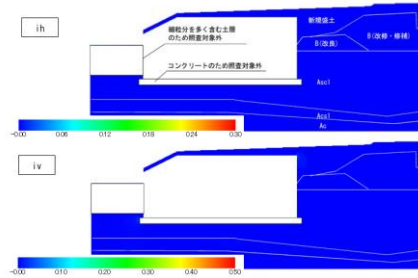 ih
細粒分を多く含む土層
のため照査対象外
コンクリートのため照査対象外
新規盛土
B(改良)
B(改修・補修)
Asc1
Acs1
Ac
-0.00 0.06 0.12 0.18 0.24 0.30
iv
-0.00 0.10 0.20 0.30 0.40 0.50